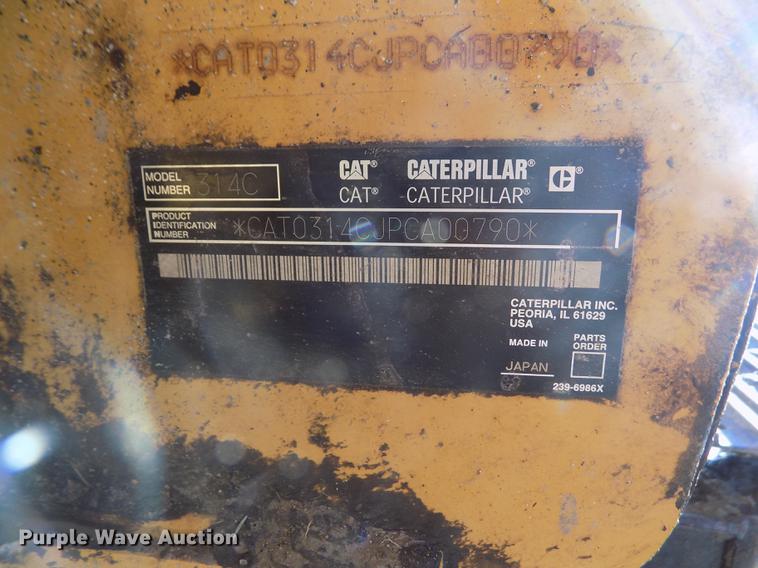 *CAT0314CJPCA00790*
MODEL NUMBER 314C
CAT® CATERPILLAR® C
CAT® CATERPILLAR®
PRODUCT IDENTIFICATION NUMBER *CAT0314CJPCA00790*
CATERPILLAR INC.
PEORIA, IL 61629
USA
MADE IN PARTS ORDER
JAPAN
239-6986X
Purple Wave Auction